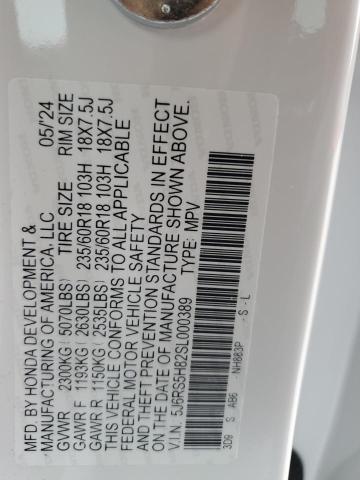 MFD. BY HONDA DEVELOPMENT & 05/'24
MANUFACTURING OF AMERICA, LLC
GVWR 2300KG ( 5070LBS) TIRE SIZE RIM SIZE
GAWR F 1193KG ( 2630LBS) 235/60R18 103H 18X7.5J
GAWR R 1150KG ( 2535LBS) 235/60R18 103H 18X7.5J
THIS VEHICLE CONFORMS TO ALL APPLICABLE
FEDERAL MOTOR VEHICLE SAFETY
AND THEFT PREVENTION STANDARDS IN EFFECT
ON THE DATE OF MANUFACTURE SHOWN ABOVE.
V.I.N. 5J6RS5H82SL000389 TYPE: MPV
3D9 S AB6 NH883P S - L